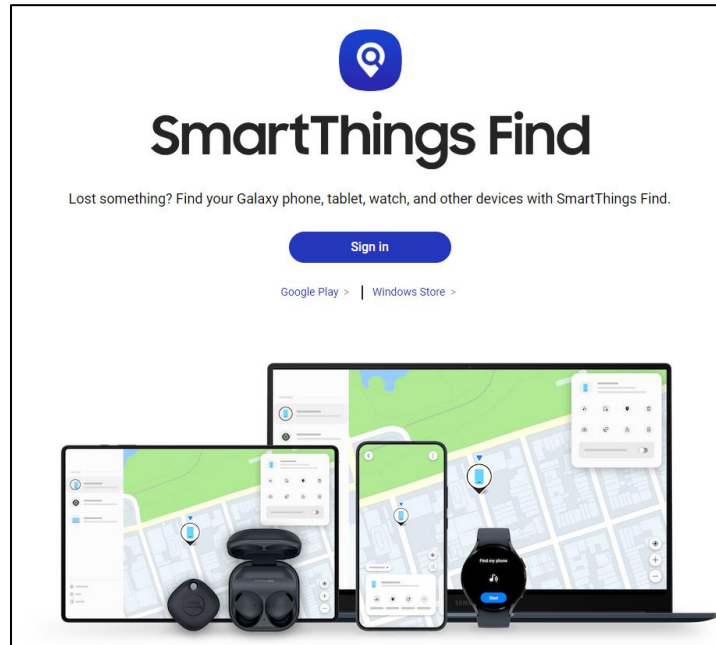 SmartThings Find
Lost something? Find your Galaxy phone, tablet, watch, and other devices with SmartThings Find.
Sign in
Google Play > | Windows Store >
Find my phone
Start